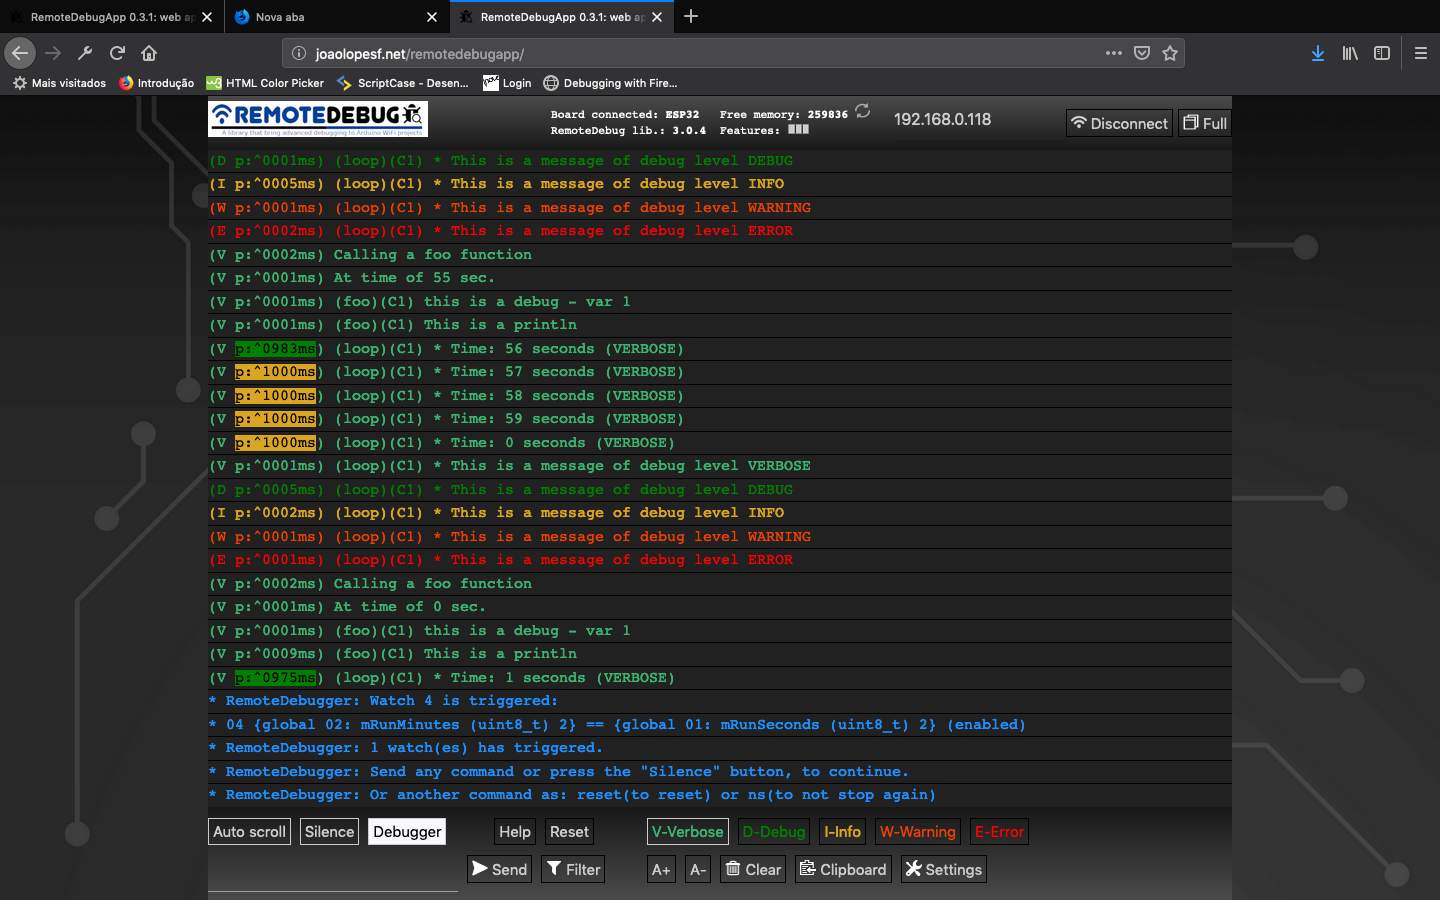 RemoteDebugApp 0.3.1: web ap
Nova aba
RemoteDebugApp 0.3.1: web ap
joaolopesf.net/remotedebugapp/
Mais visitados
Introdução
HTML Color Picker
ScriptCase - Desen...
Login
Debugging with Fire...
REMOTEDEBUG
A library that bring advanced debugging to Arduino WiFi projects
Board connected: ESP32 Free memory: 259836
RemoteDebug lib.: 3.0.4 Features:
192.168.0.118
Disconnect
Full
(D p:^0001ms) (loop)(C1) * This is a message of debug level DEBUG
(I p:^0005ms) (loop)(C1) * This is a message of debug level INFO
(W p:^0001ms) (loop)(C1) * This is a message of debug level WARNING
(E p:^0002ms) (loop)(C1) * This is a message of debug level ERROR
(V p:^0002ms) Calling a foo function
(V p:^0001ms) At time of 55 sec.
(V p:^0001ms) (foo)(C1) this is a debug - var 1
(V p:^0001ms) (foo)(C1) This is a println
(V p:^0983ms) (loop)(C1) * Time: 56 seconds (VERBOSE)
(V p:^1000ms) (loop)(C1) * Time: 57 seconds (VERBOSE)
(V p:^1000ms) (loop)(C1) * Time: 58 seconds (VERBOSE)
(V p:^1000ms) (loop)(C1) * Time: 59 seconds (VERBOSE)
(V p:^1000ms) (loop)(C1) * Time: 0 seconds (VERBOSE)
(V p:^0001ms) (loop)(C1) * This is a message of debug level VERBOSE
(D p:^0005ms) (loop)(C1) * This is a message of debug level DEBUG
(I p:^0002ms) (loop)(C1) * This is a message of debug level INFO
(W p:^0001ms) (loop)(C1) * This is a message of debug level WARNING
(E p:^0001ms) (loop)(C1) * This is a message of debug level ERROR
(V p:^0002ms) Calling a foo function
(V p:^0001ms) At time of 0 sec.
(V p:^0001ms) (foo)(C1) this is a debug - var 1
(V p:^0009ms) (foo)(C1) This is a println
(V p:^0975ms) (loop)(C1) * Time: 1 seconds (VERBOSE)
* RemoteDebugger: Watch 4 is triggered:
* 04 {global 02: mRunMinutes (uint8_t) 2} == {global 01: mRunSeconds (uint8_t) 2} (enabled)
* RemoteDebugger: 1 watch(es) has triggered.
* RemoteDebugger: Send any command or press the "Silence" button, to continue.
* RemoteDebugger: Or another command as: reset(to reset) or ns(to not stop again)
Auto scroll Silence Debugger Help Reset V-Verbose D-Debug I-Info W-Warning E-Error
Send Filter A+ A- Clear Clipboard Settings